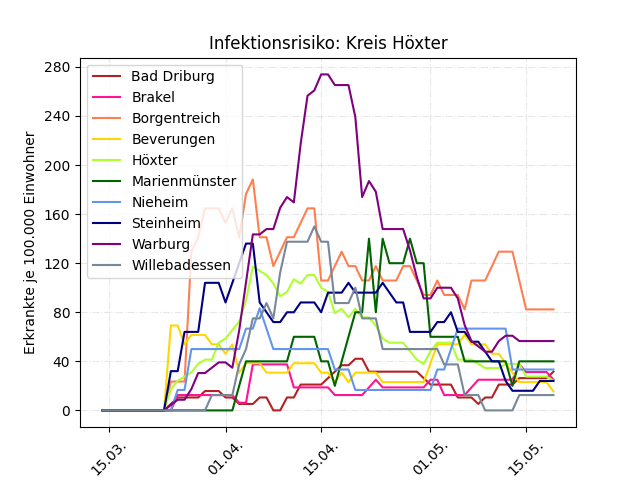 Infektionsrisiko: Kreis Höxter
Erkrankte je 100.000 Einwohner
280
240
200
160
120
80
40
0
Bad Driburg
Brakel
Borgentreich
Beverungen
Höxter
Marienmünster
Nieheim
Steinheim
Warburg
Willebadessen
15.03.
01.04.
15.04.
01.05.
15.05.